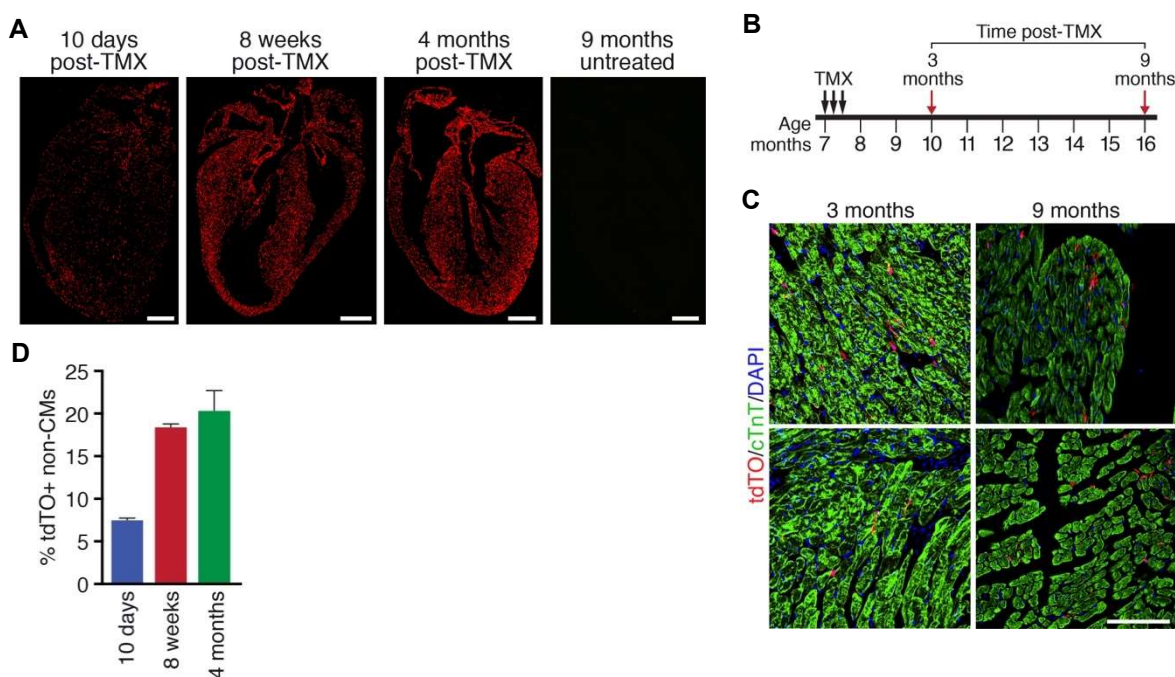 A
10 days
post-TMX
8 weeks
post-TMX
4 months
post-TMX
9 months
untreated
B
Time post-TMX
3
months
9
months
TMX
Age
months
7 8 9 10 11 12 13 14 15 16
C
3 months
9 months
tdTO/cTnT/DAPI
D
% tdTO+ non-CMs
25
20
15
10
5
0
10 days
8 weeks
4 months